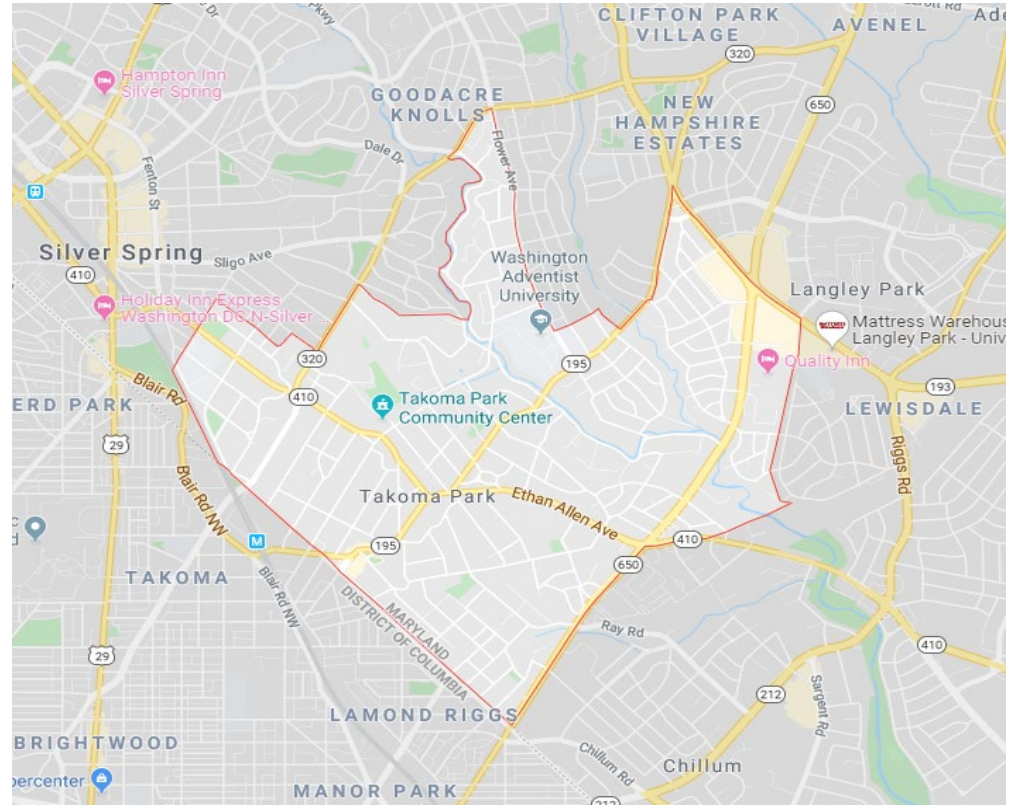 CLIFTON PARK
VILLAGE
AVENEL
320
Hampton Inn
Silver Spring
GOODACRE
KNOLLS
650
NEW
HAMPSHIRE
ESTATES
Dale Dr
Flower Ave
Fenton St
Silver Spring
Sligo Ave
410
Washington
Adventist
University
Langley Park
Holiday Inn Express
Washington DC N-Silver
Mattress Warehous
Langley Park - Univ
320
195
Quality Inn
Blair Rd
410
193
ERD PARK
Takoma Park
Community Center
LEWISDALE
29
Riggs Rd
Blair Rd NW
Takoma Park
Ethan Allen Ave
M
195
410
650
TAKOMA
Blair Rd NW
MARYLAND
DISTRICT OF COLUMBIA
Ray Rd
29
410
212
Sargent Rd
LAMOND RIGGS
BRIGHTWOOD
Chillum Rd
Chillum
percenter
MANOR PARK
212